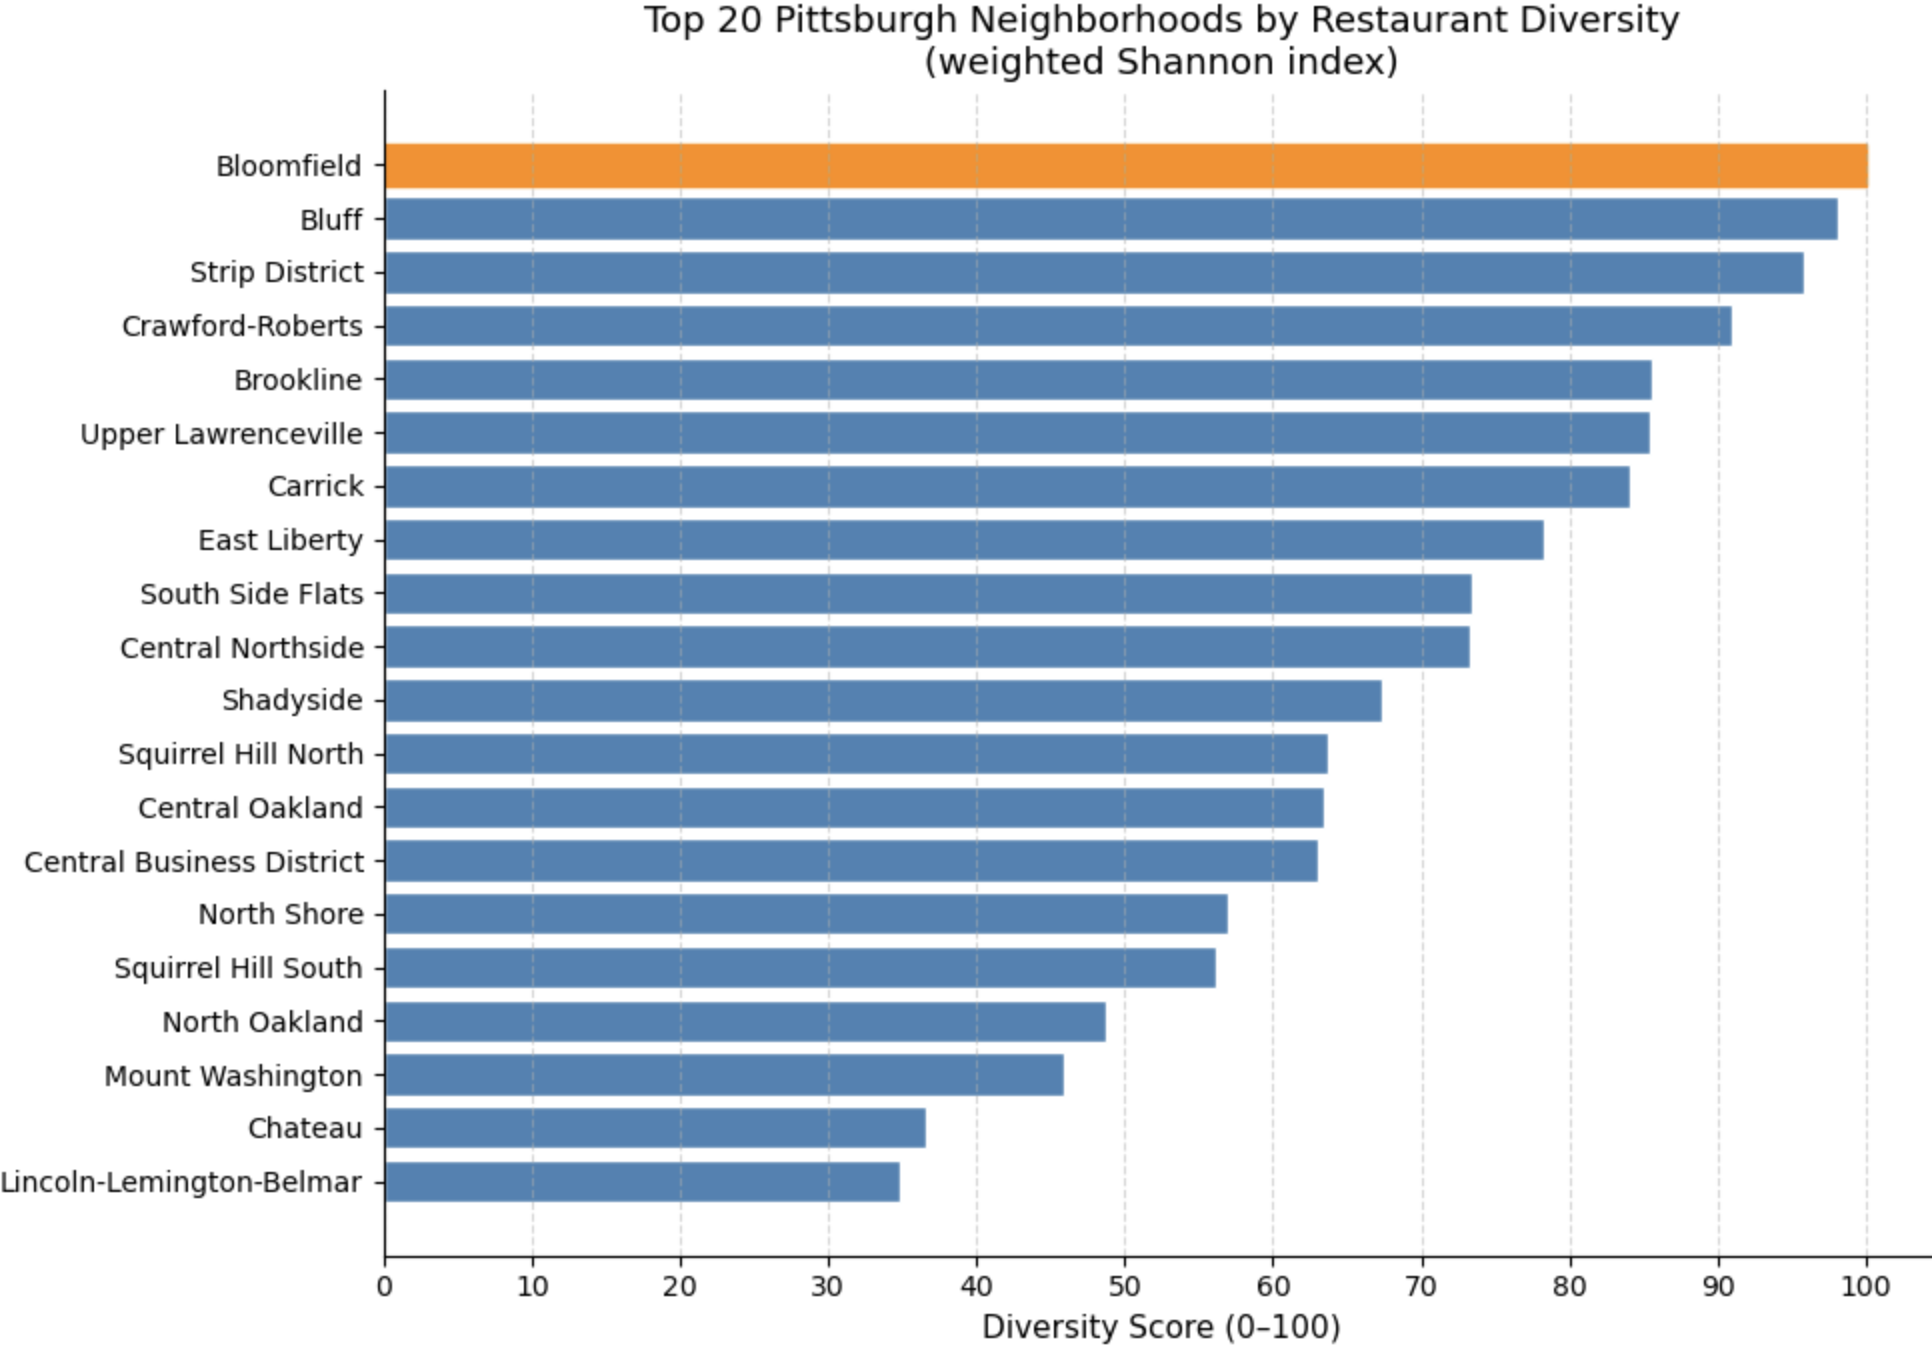 Top 20 Pittsburgh Neighborhoods by Restaurant Diversity
(weighted Shannon index)
Bloomfield
Bluff
Strip District
Crawford-Roberts
Brookline
Upper Lawrenceville
Carrick
East Liberty
South Side Flats
Central Northside
Shadyside
Squirrel Hill North
Central Oakland
Central Business District
North Shore
Squirrel Hill South
North Oakland
Mount Washington
Chateau
Lincoln-Lemington-Belmar
0 10 20 30 40 50 60 70 80 90 100
Diversity Score (0–100)